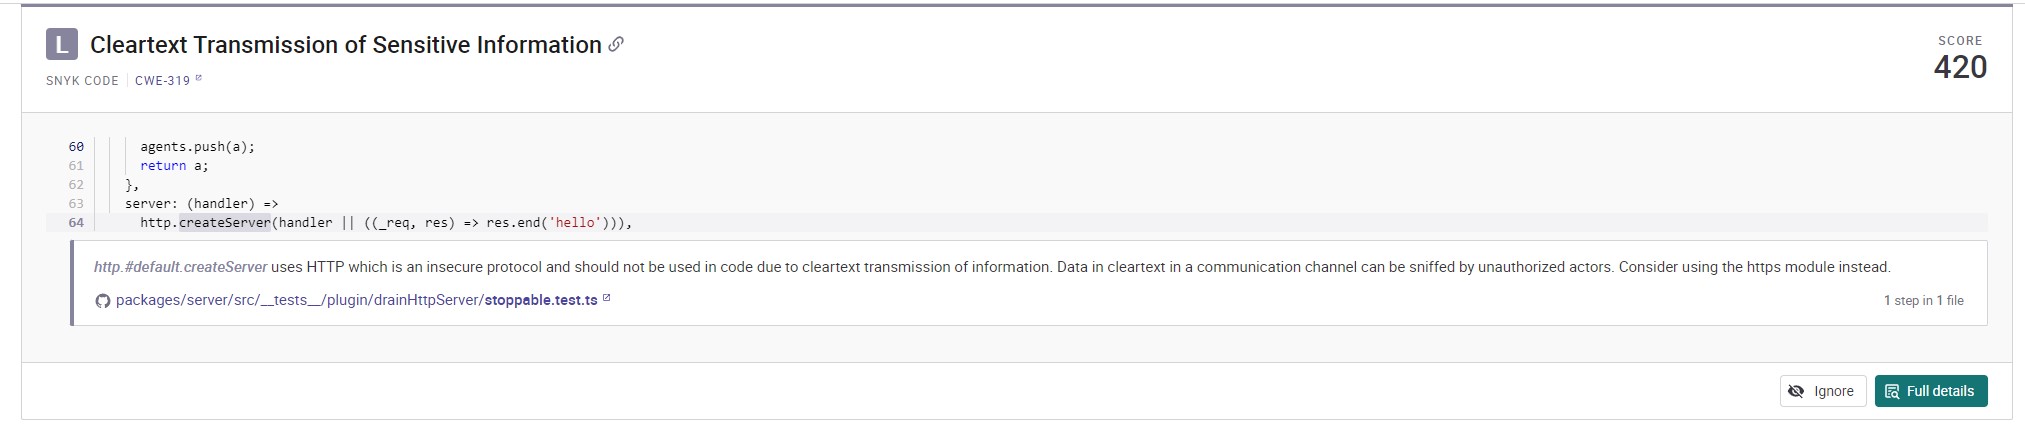 L Cleartext Transmission of Sensitive Information
SCORE
420
SNYK CODE CWE-319
60 agents.push(a);
61 return a;
62 },
63 server: (handler) =>
64 http.createServer(handler || ((_req, res) => res.end('hello'))),
http.#default.createServer uses HTTP which is an insecure protocol and should not be used in code due to cleartext transmission of information. Data in cleartext in a communication channel can be sniffed by unauthorized actors. Consider using the https module instead.
packages/server/src/__tests__/plugin/drainHttpServer/stoppable.test.ts
1 step in 1 file
Ignore
Full details